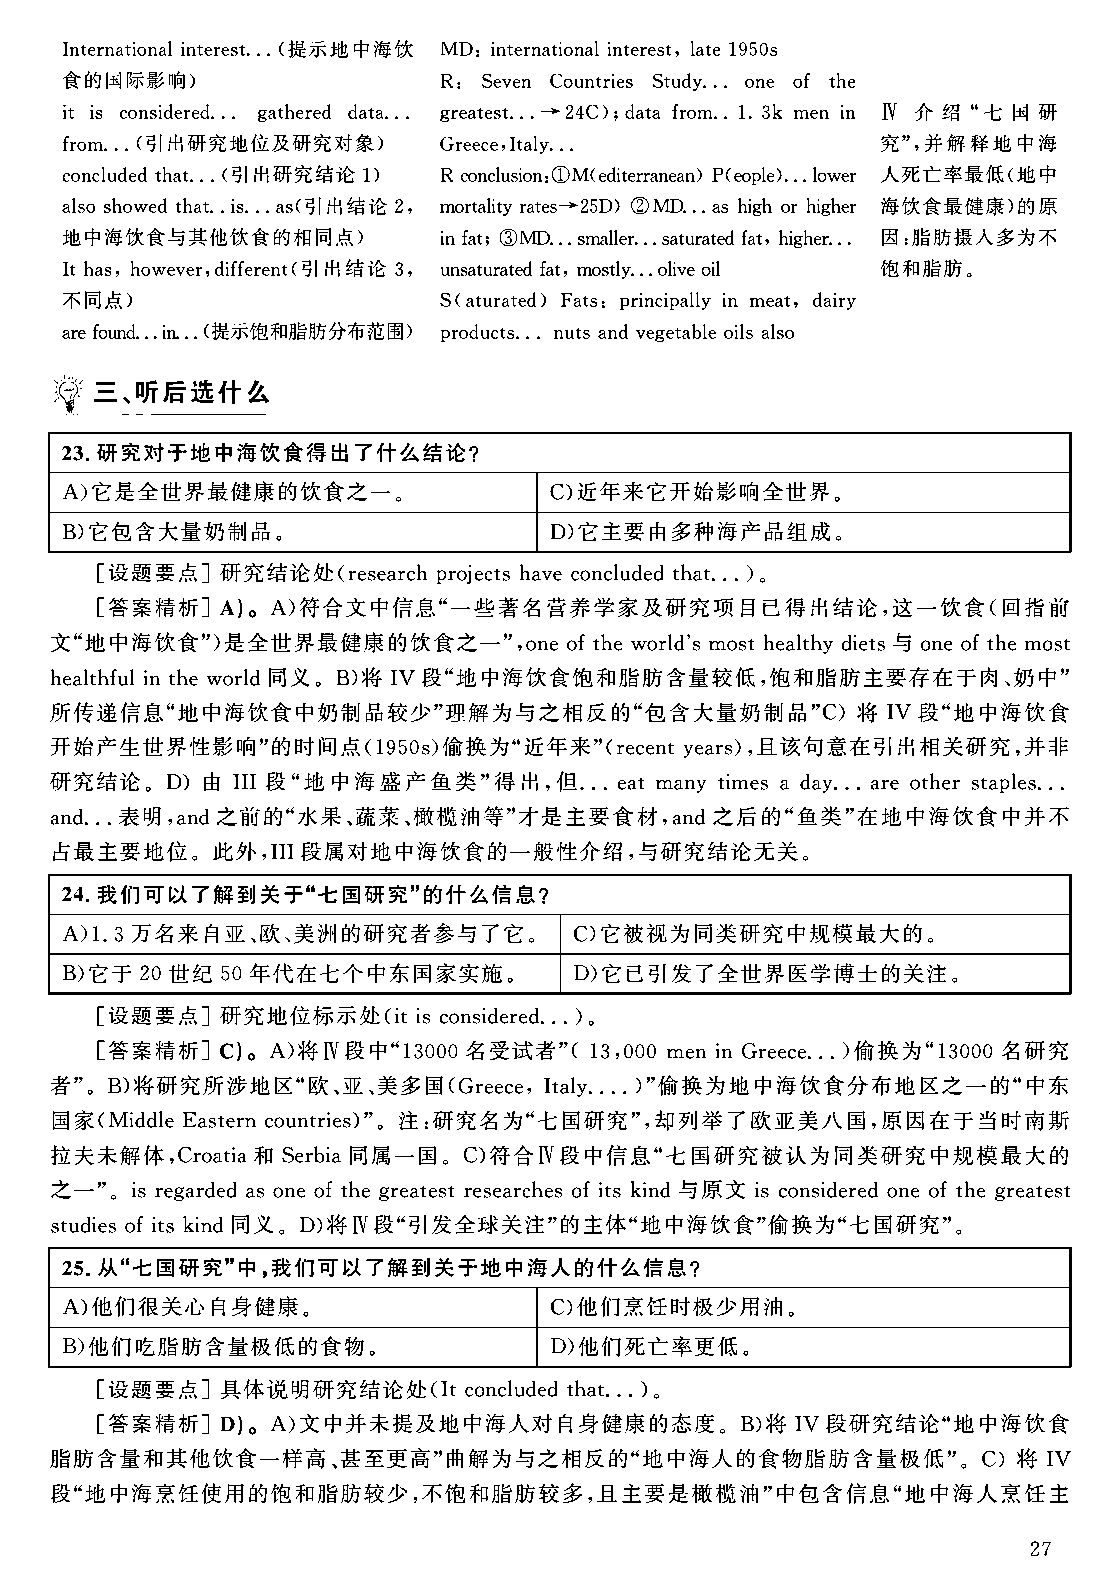 International interest...(提示地中海饮
食的国际影响)
it is considered... gathered data...
from...(引出研究地位及研究对象)
concluded that...(引出研究结论 1)
also showed that..is...as(引出结论 2,
地中海饮食与其他饮食的相同点)
It has, however,different(引出结论 3,
不同点)
are found...in...(提示饱和脂肪分布范围)
MD: international interest, late 1950s
R: Seven Countries Study... one of the
greatest...→24C);data from.. 1. 3k men in
Greece,Italy...
R conclusion:①M(editerranean) P(eople)...lower
mortality rates→25D) ②MD...as high or higher
in fat; ③MD...smaller...saturated fat, higher...
unsaturated fat, mostly...olive oil
S(aturated) Fats: principally in meat, dairy
products... nuts and vegetable oils also
Ⅳ 介绍“七国研
究”,并解释地中海
人死亡率最低(地中
海饮食最健康)的原
因:脂肪摄入多为不
饱和脂肪。
三、听后选什么
23. 研究对于地中海饮食得出了什么结论?
A)它是全世界最健康的饮食之一。
C)近年来它开始影响全世界。
B)它包含大量奶制品。
D)它主要由多种海产品组成。
[设题要点] 研究结论处(research projects have concluded that...)。
[答案精析] A)。A)符合文中信息“一些著名营养学家及研究项目已得出结论,这一饮食(回指前
文“地中海饮食”)是全世界最健康的饮食之一”,one of the world's most healthy diets 与 one of the most
healthful in the world 同义。B)将 IV 段“地中海饮食饱和脂肪含量较低,饱和脂肪主要存在于肉、奶中”
所传递信息“地中海饮食中奶制品较少”理解为与之相反的“包含大量奶制品”C) 将 IV 段“地中海饮食
开始产生世界性影响”的时间点(1950s)偷换为“近年来”(recent years),且该句意在引出相关研究,并非
研究结论。D) 由 III 段“地中海盛产鱼类”得出,但... eat many times a day... are other staples...
and...表明,and 之前的“水果、蔬菜、橄榄油等”才是主要食材,and 之后的“鱼类”在地中海饮食中并不
占最主要地位。此外,III 段属对地中海饮食的一般性介绍,与研究结论无关。
24. 我们可以了解到关于“七国研究”的什么信息?
A)1. 3 万名来自亚、欧、美洲的研究者参与了它。
C)它被视为同类研究中规模最大的。
B)它于 20 世纪 50 年代在七个中东国家实施。
D)它已引发了全世界医学博士的关注。
[设题要点] 研究地位标示处(it is considered...)。
[答案精析] C)。A)将Ⅳ段中“13000 名受试者”( 13,000 men in Greece...)偷换为“13000 名研究
者”。B)将研究所涉地区“欧、亚、美多国(Greece, Italy....)”偷换为地中海饮食分布地区之一的“中东
国家(Middle Eastern countries)”。注:研究名为“七国研究”,却列举了欧亚美八国,原因在于当时南斯
拉夫未解体,Croatia 和 Serbia 同属一国。C)符合Ⅳ段中信息“七国研究被认为同类研究中规模最大的
之一”。is regarded as one of the greatest researches of its kind 与原文 is considered one of the greatest
studies of its kind 同义。D)将Ⅳ段“引发全球关注”的主体“地中海饮食”偷换为“七国研究”。
25. 从“七国研究”中,我们可以了解到关于地中海人的什么信息?
A)他们很关心自身健康。
C)他们烹饪时极少用油。
B)他们吃脂肪含量极低的食物。
D)他们死亡率更低。
[设题要点] 具体说明研究结论处(It concluded that...)。
[答案精析] D)。A)文中并未提及地中海人对自身健康的态度。B)将 IV 段研究结论“地中海饮食
脂肪含量和其他饮食一样高、甚至更高”曲解为与之相反的“地中海人的食物脂肪含量极低”。C) 将 IV
段“地中海烹饪使用的饱和脂肪较少,不饱和脂肪较多,且主要是橄榄油”中包含信息“地中海人烹饪主
27